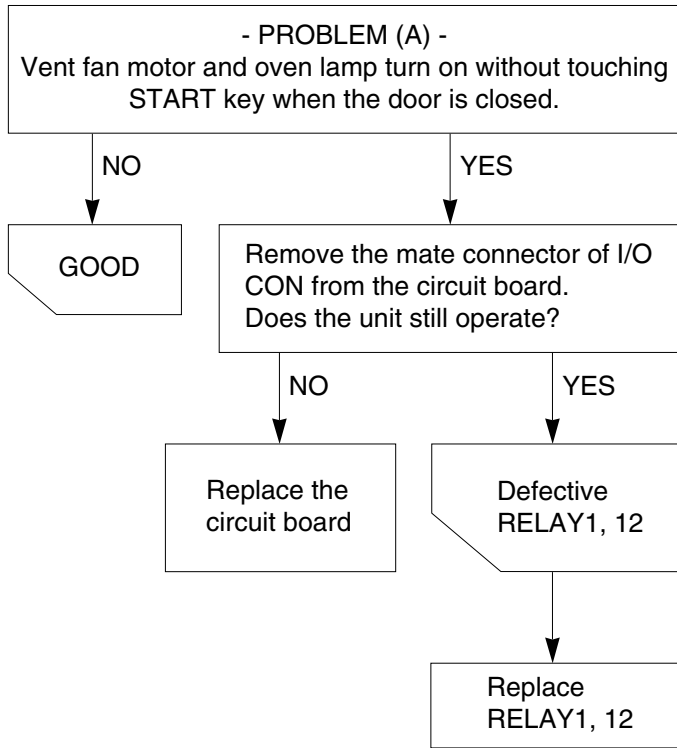 - PROBLEM (A) -
Vent fan motor and oven lamp turn on without touching
START key when the door is closed.
NO
YES
GOOD
Remove the mate connector of I/O
CON from the circuit board.
Does the unit still operate?
NO
YES
Replace the
circuit board
Defective
RELAY1, 12
Replace
RELAY1, 12